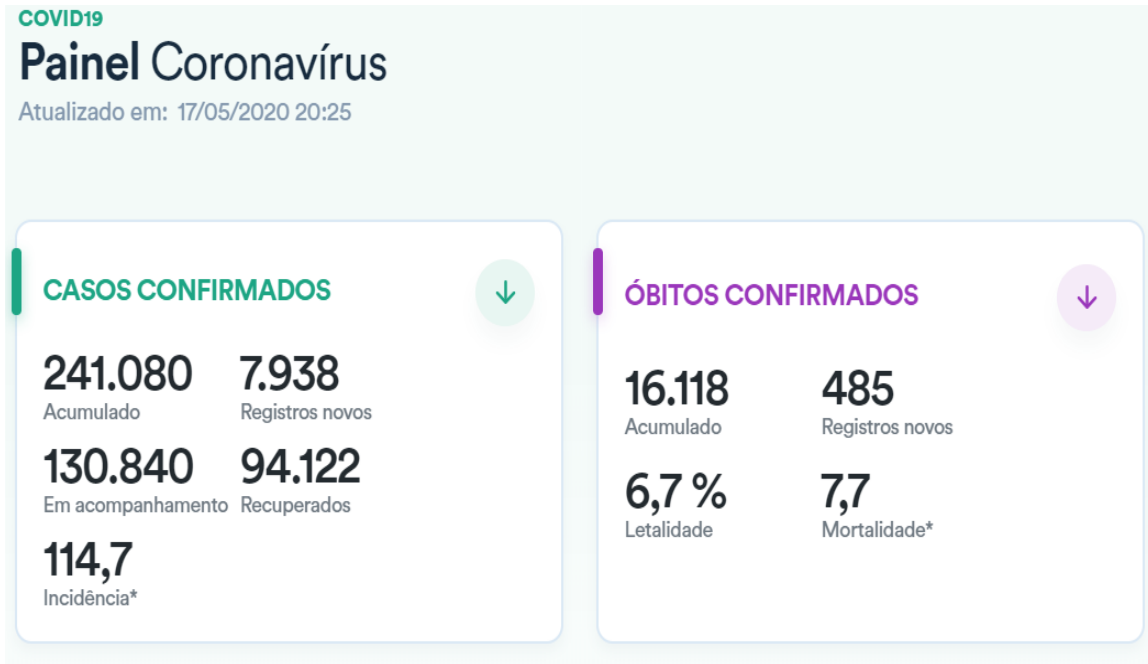 COVID19
Painel Coronavírus
Atualizado em: 17/05/2020 20:25
CASOS CONFIRMADOS
241.080 7.938
Acumulado Registros novos
130.840 94.122
Em acompanhamento Recuperados
114,7
Incidência*
ÓBITOS CONFIRMADOS
16.118 485
Acumulado Registros novos
6,7 % 7,7
Letalidade Mortalidade*